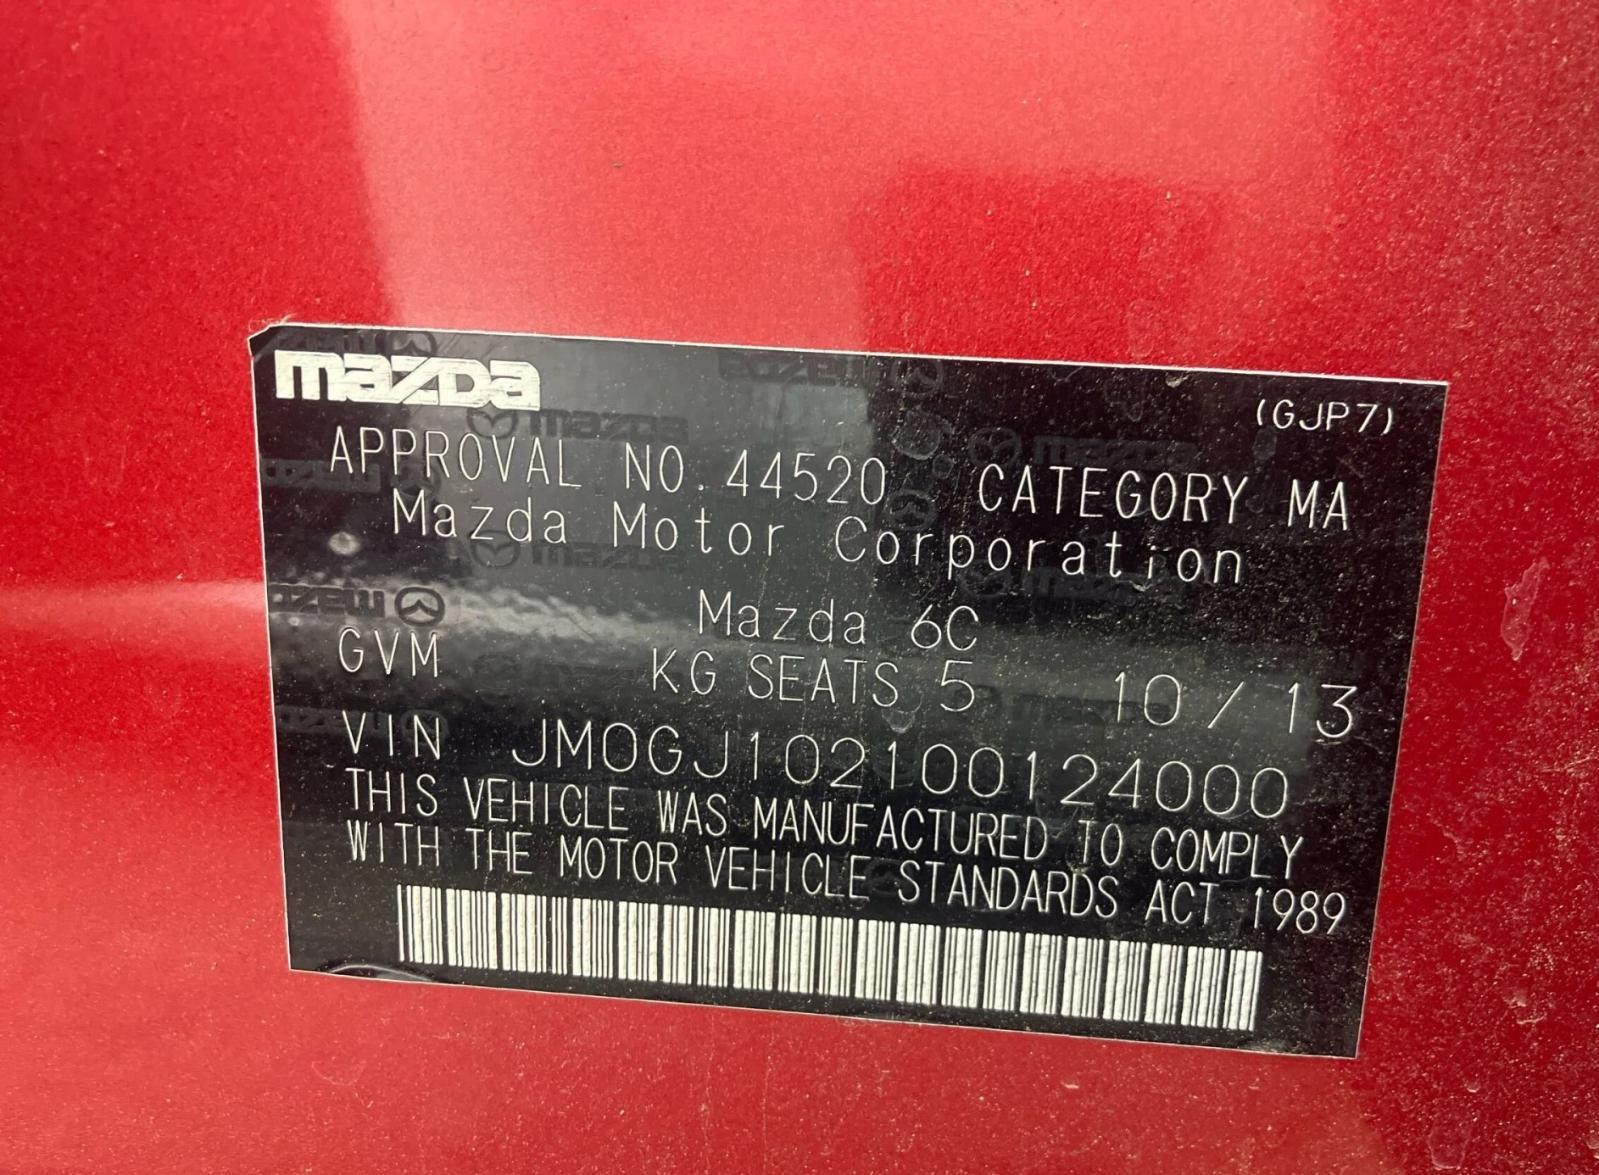 mazda
(GJP7)
APPROVAL NO.44520 CATEGORY MA
Mazda Motor Corporation
Mazda 6C
GVM KG SEATS 5 10/13
VIN JM0GJ102100124000
THIS VEHICLE WAS MANUFACTURED TO COMPLY
WITH THE MOTOR VEHICLE STANDARDS ACT 1989